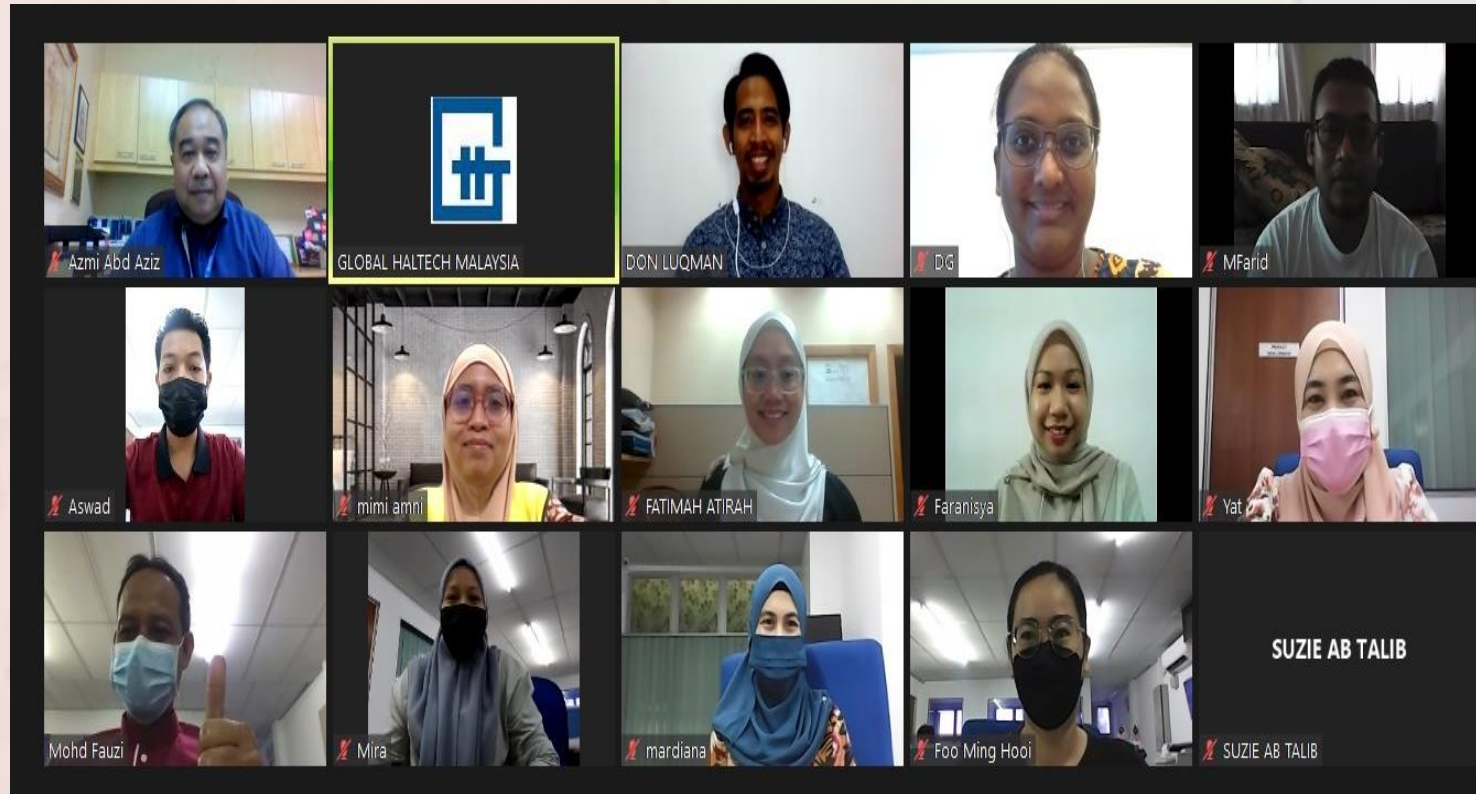 Azmi Abd Aziz
GLOBAL HALTECH MALAYSIA
DON LUQMAN
DG
MFarid
Aswad
mimi amni
FATIMAH ATIRAH
Faranisya
Yat
Mohd Fauzi
Mira
mardiana
Foo Ming Hooi
SUZIE AB TALIB
SUZIE AB TALIB